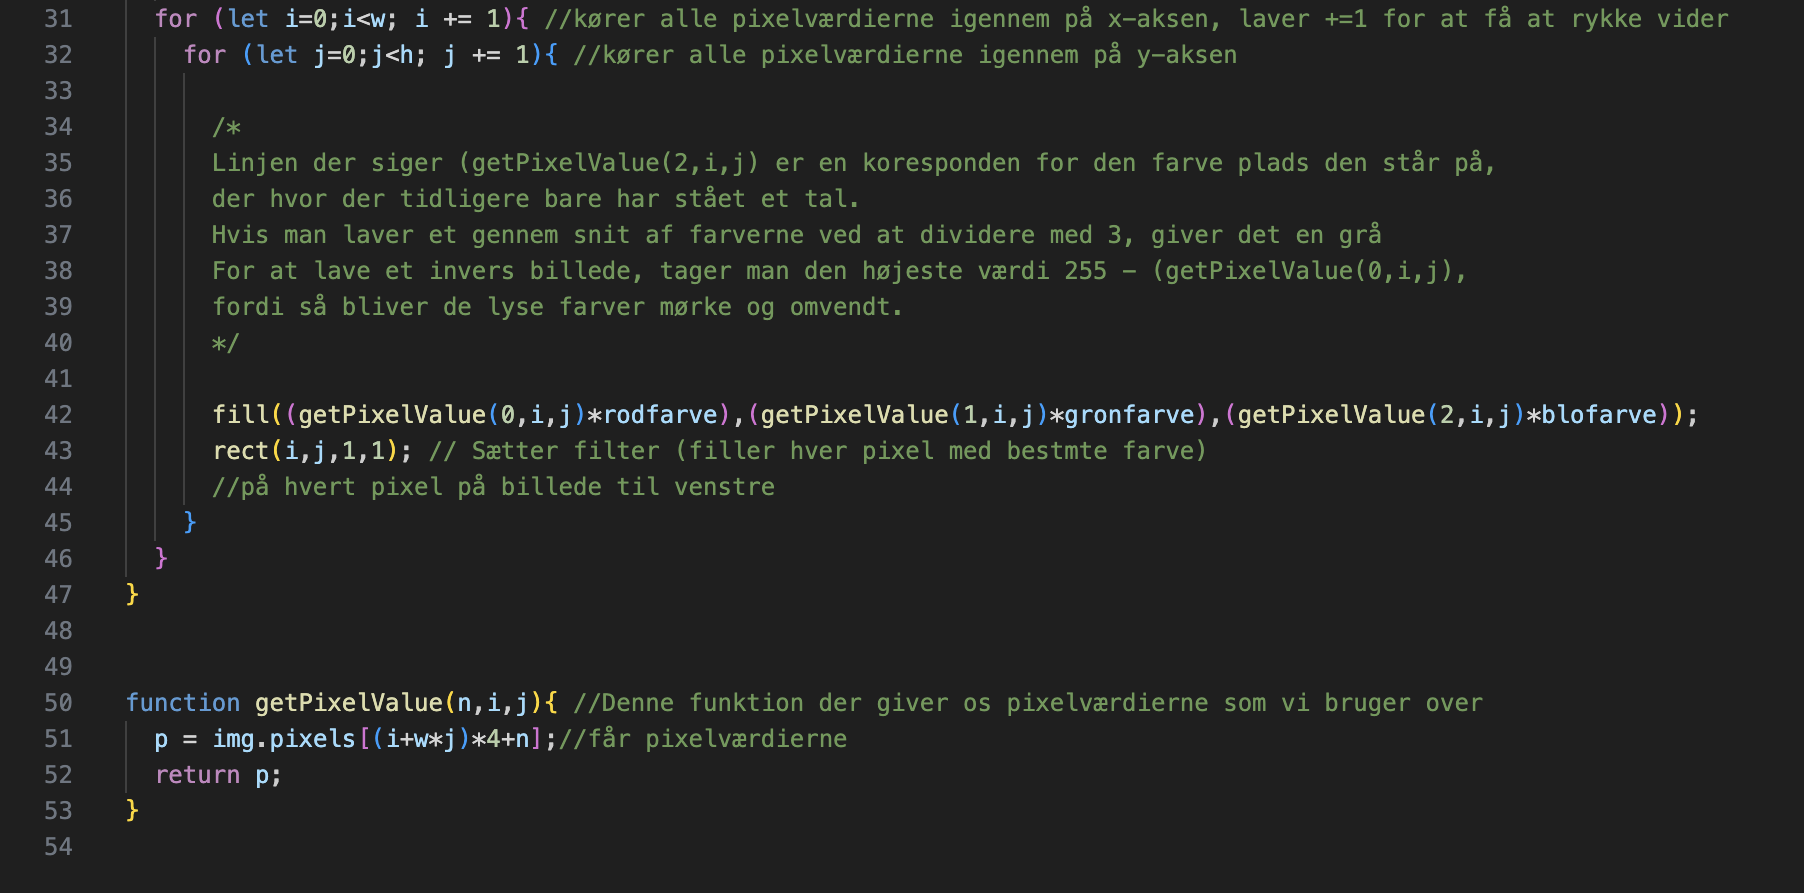 31 for (let i=0;i<w; i += 1){ //kører alle pixelværdierne igennem på x-aksen, laver +=1 for at få at rykke vider
32 for (let j=0;j<h; j += 1){ //kører alle pixelværdierne igennem på y-aksen
33
34 /*
35 Linjen der siger (getPixelValue(2,i,j) er en koresponden for den farve plads den står på,
36 der hvor der tidligere bare har stået et tal.
37 Hvis man laver et gennem snit af farverne ved at dividere med 3, giver det en grå
38 For at lave et invers billede, tager man den højeste værdi 255 - (getPixelValue(0,i,j),
39 fordi så bliver de lyse farver mørke og omvendt.
40 */
41
42 fill((getPixelValue(0,i,j)*rodfarve),(getPixelValue(1,i,j)*gronfarve),(getPixelValue(2,i,j)*blofarve));
43 rect(i,j,1,1); // Sætter filter (filler hver pixel med bestmte farve)
44 //på hvert pixel på billede til venstre
45 }
46 }
47 }
48
49
50 function getPixelValue(n,i,j){ //Denne funktion der giver os pixelværdierne som vi bruger over
51 p = img.pixels[(i+w*j)*4+n];//får pixelværdierne
52 return p;
53 }
54